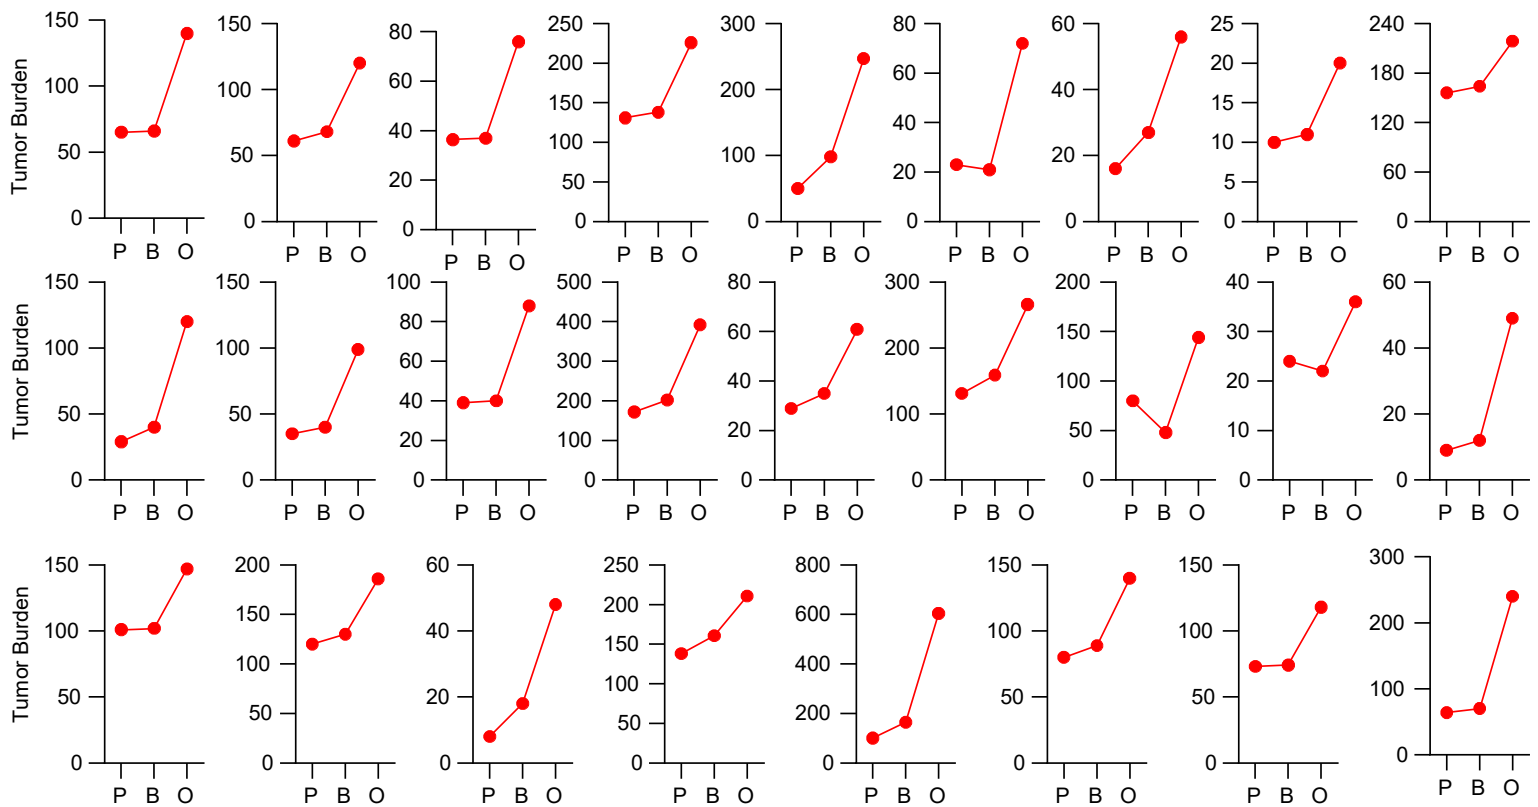 Tumor Burden
150 100 50 0 P B O
150 100 50 0 P B O
80 60 40 20 0 P B O
250 200 150 100 50 0 P B O
300 200 100 0 P B O
80 60 40 20 0 P B O
60 40 20 0 P B O
25 20 15 10 5 0 P B O
240 180 120 60 0 P B O
Tumor Burden
150 100 50 0 P B O
150 100 50 0 P B O
100 80 60 40 20 0 P B O
500 400 300 200 100 0 P B O
80 60 40 20 0 P B O
300 200 100 0 P B O
200 150 100 50 0 P B O
40 30 20 10 0 P B O
60 40 20 0 P B O
Tumor Burden
150 100 50 0 P B O
200 150 100 50 0 P B O
60 40 20 0 P B O
250 200 150 100 50 0 P B O
800 600 400 200 0 P B O
150 100 50 0 P B O
150 100 50 0 P B O
300 200 100 0 P B O